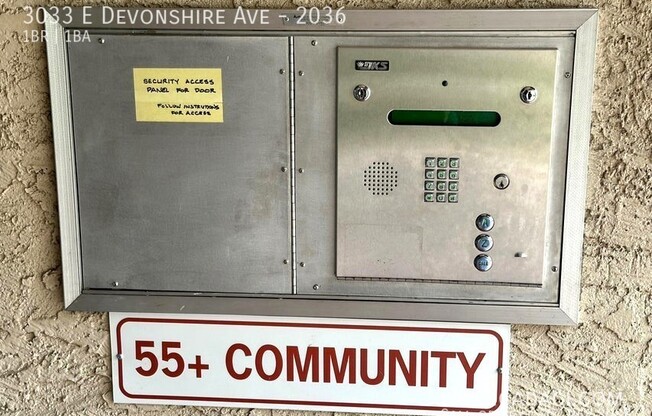 3033 E Devonshire Ave - 2036
1BR | 1BA
DKS
SECURITY ACCESS
PANEL FOR DOOR
FOLLOW INSTRUCTIONS
FOR ACCESS
55+ COMMUNITY